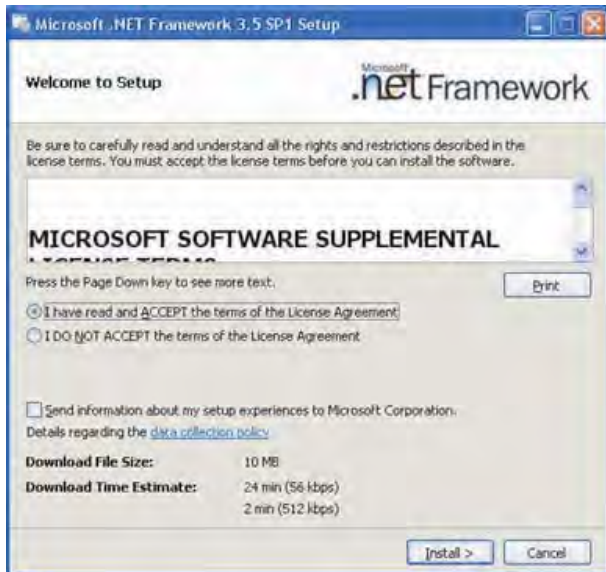 Microsoft .NET Framework 3.5 SP1 Setup
Welcome to Setup
Microsoft
.net Framework
Be sure to carefully read and understand all the rights and restrictions described in the
license terms. You must accept the license terms before you can install the software.
MICROSOFT SOFTWARE SUPPLEMENTAL
LICENSE TERMS
Press the Page Down key to see more text.
Print
I have read and ACCEPT the terms of the License Agreement
I DO NOT ACCEPT the terms of the License Agreement
Send information about my setup experiences to Microsoft Corporation.
Details regarding the data collection policy
Download File Size: 10 MB
Download Time Estimate: 24 min (56 kbps)
2 min (512 kbps)
Install >
Cancel